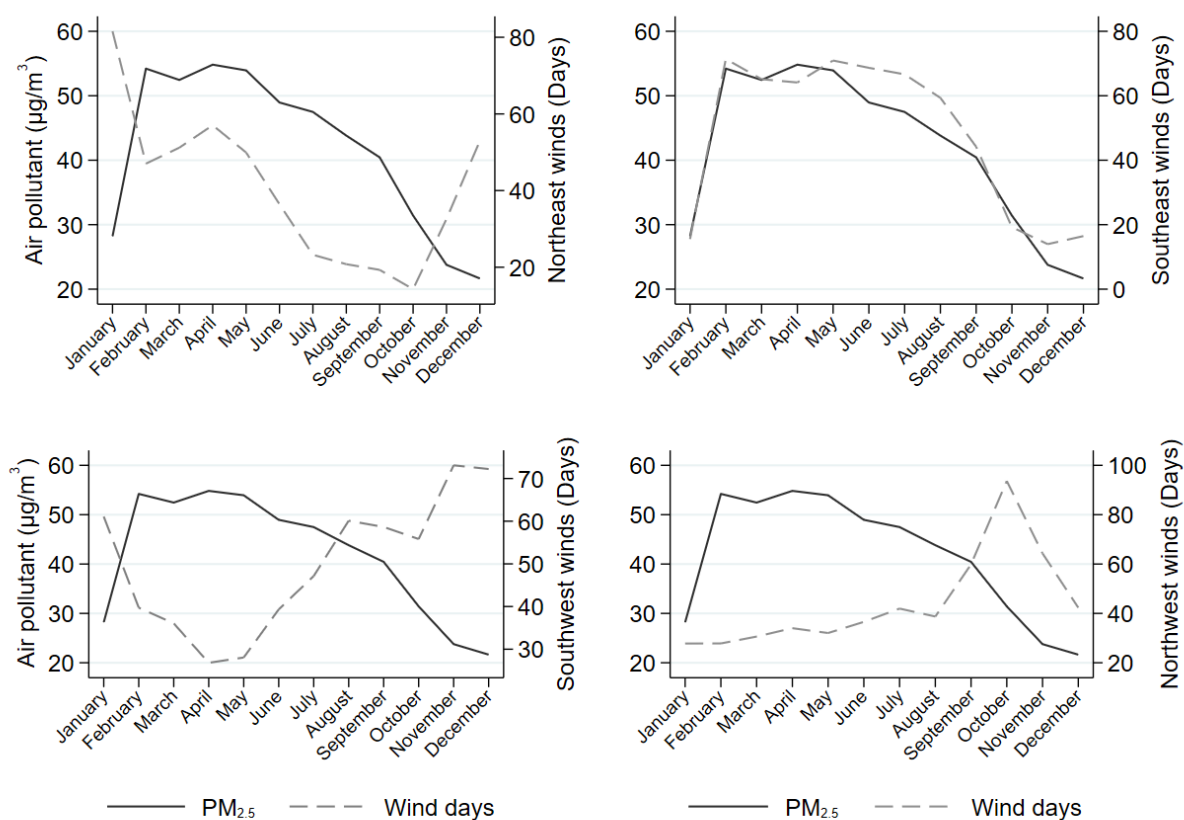 Air pollutant (µg/m³)
60
50
40
30
20
Northeast winds (Days)
80
60
40
20
January
February
March
April
May
June
July
August
September
October
November
December
60
50
40
30
20
Southeast winds (Days)
80
60
40
20
0
January
February
March
April
May
June
July
August
September
October
November
December
Air pollutant (µg/m³)
60
50
40
30
20
Southwest winds (Days)
70
60
50
40
30
January
February
March
April
May
June
July
August
September
October
November
December
60
50
40
30
20
Northwest winds (Days)
100
80
60
40
20
January
February
March
April
May
June
July
August
September
October
November
December
PM₂.₅ Wind days
PM₂.₅ Wind days